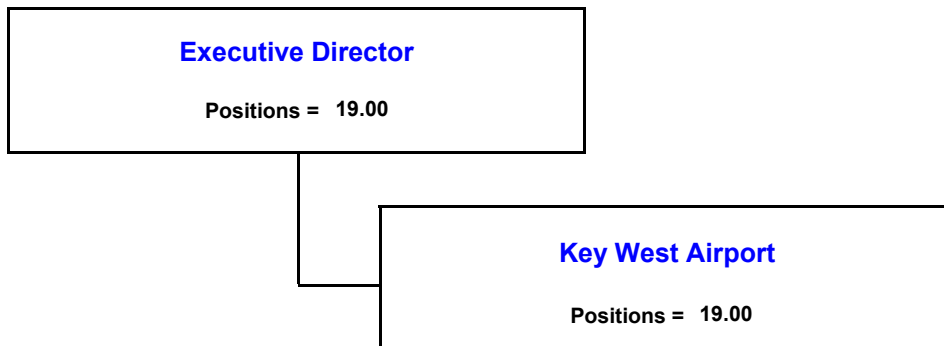 Executive Director
Positions = 19.00
Key West Airport
Positions = 19.00